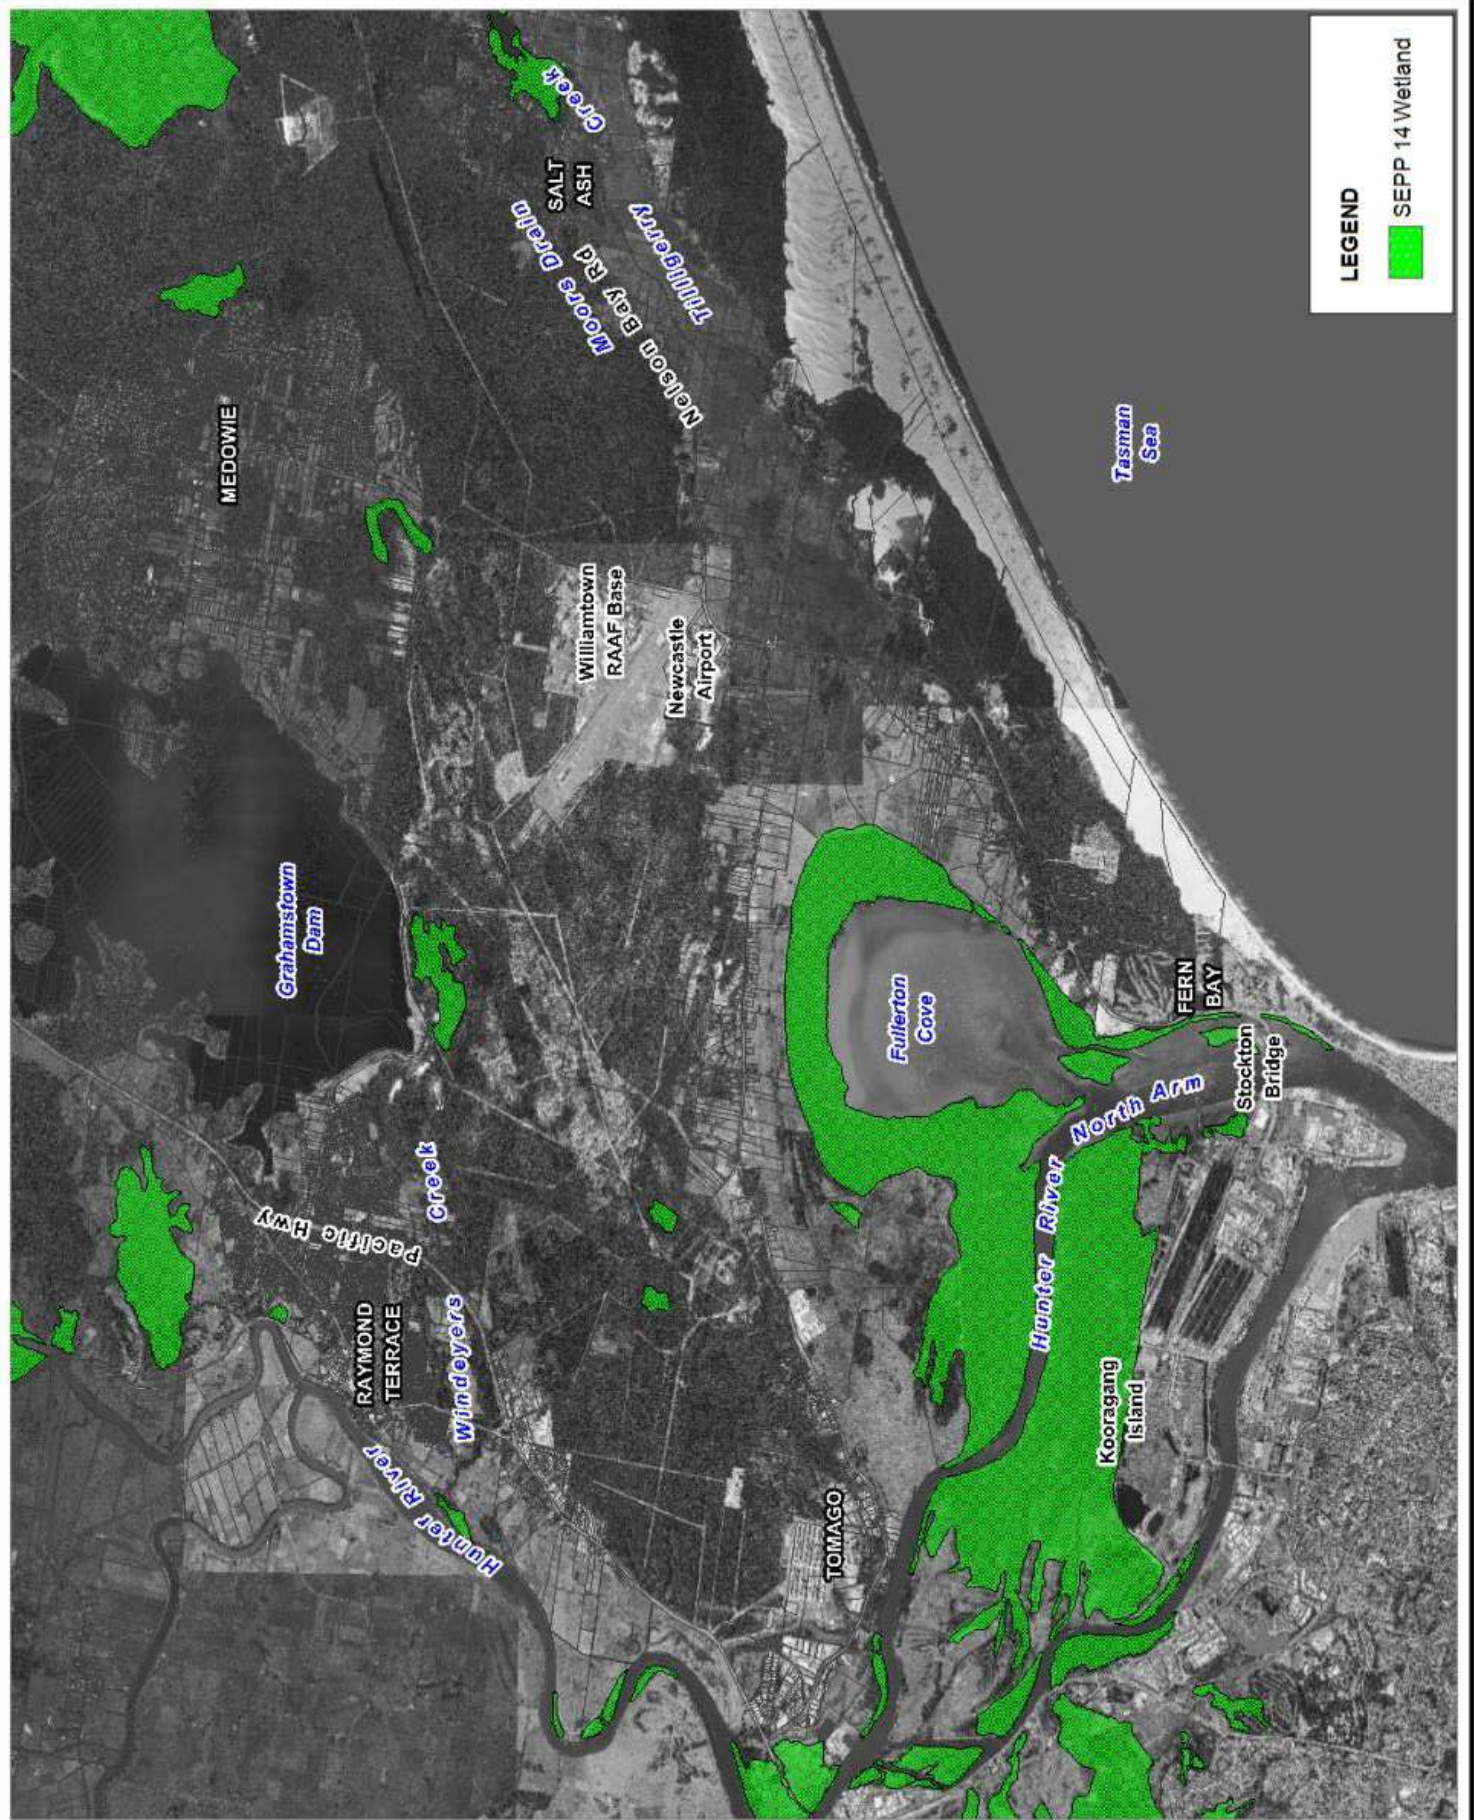 MEDOWIE
Grahamstown
Dam
Pacific Hwy
RAYMOND
TERRACE
Hunter River
Windeyers Creek
SALT
ASH
Moors Drain
Nelson Bay Rd
Tilligerry Creek
Williamtown
RAAF Base
Newcastle
Airport
TOMAGO
Fullerton
Cove
Hunter River North Arm
Kooragang
Island
FERN
BAY
Stockton
Bridge
Tasman
Sea
LEGEND
SEPP 14 Wetland